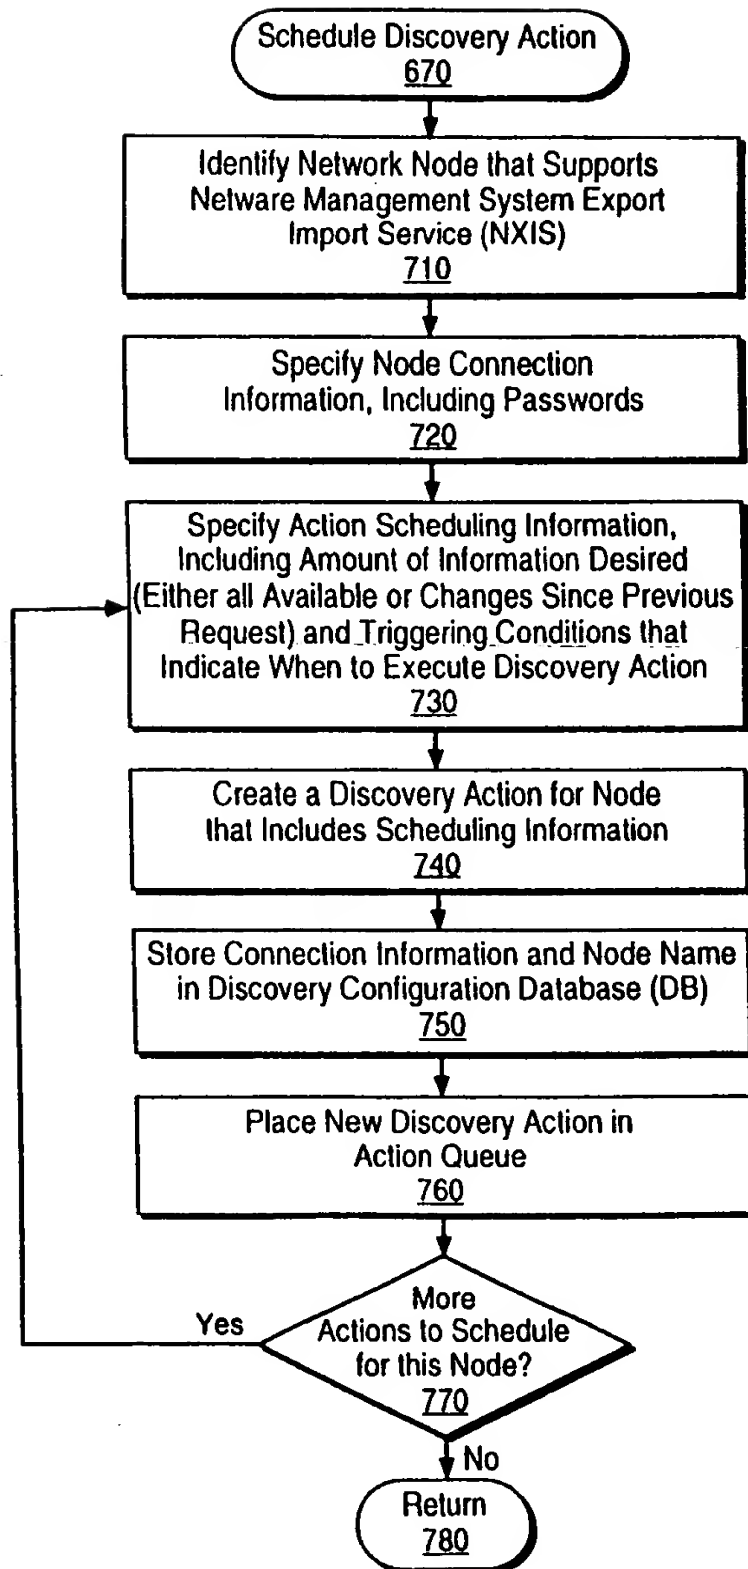 Schedule Discovery Action
670
Identify Network Node that Supports
Netware Management System Export
Import Service (NXIS)
710
Specify Node Connection
Information, Including Passwords
720
Specify Action Scheduling Information,
Including Amount of Information Desired
(Either all Available or Changes Since Previous
Request) and Triggering Conditions that
Indicate When to Execute Discovery Action
730
Create a Discovery Action for Node
that Includes Scheduling Information
740
Store Connection Information and Node Name
in Discovery Configuration Database (DB)
750
Place New Discovery Action in
Action Queue
760
More
Actions to Schedule
for this Node?
770
Yes
No
Return
780